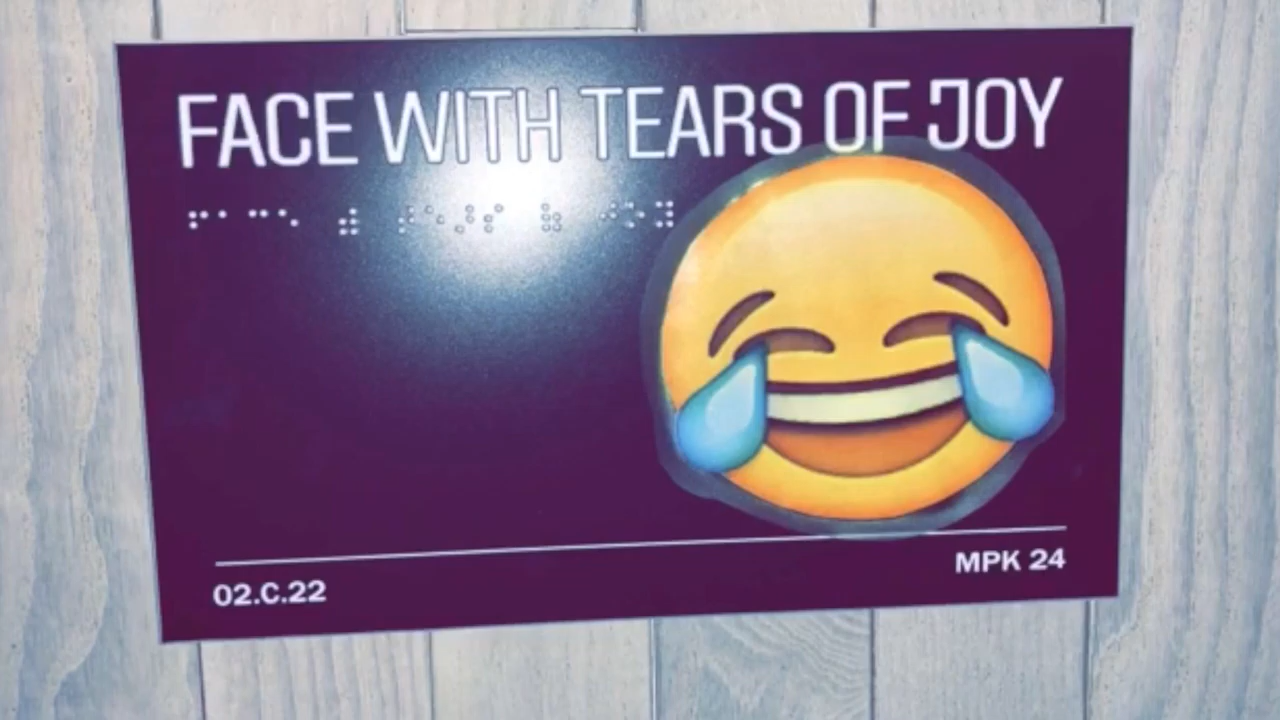 FACE WITH TEARS OF JOY
⠋⠁⠉⠑ ⠾ ⠞⠑⠜⠎ ⠷ ⠚⠕⠽
02.C.22
MPK 24